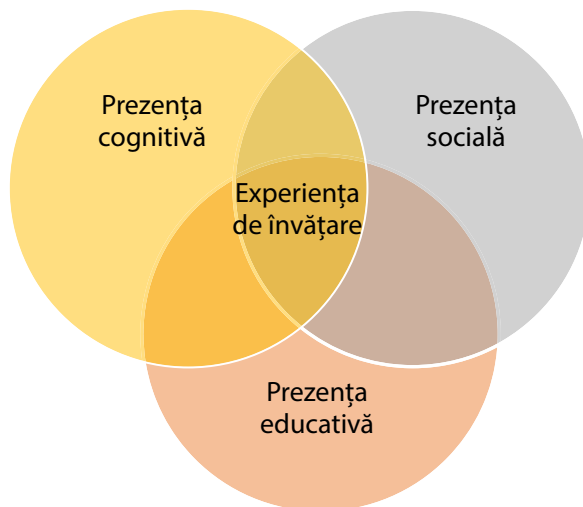 Prezența
cognitivă
Prezența
socială
Experiența
de învățare
Prezența
educativă